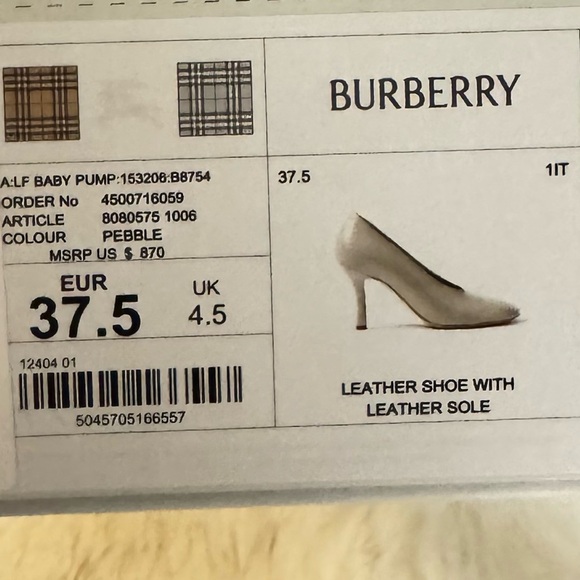 BURBERRY
A:LF BABY PUMP:153206:B8754
ORDER No 4500716059
ARTICLE 8080575 1006
COLOUR PEBBLE
MSRP US $ 870
EUR UK
37.5 4.5
12404 01
5045705166557
37.5 1IT
LEATHER SHOE WITH
LEATHER SOLE